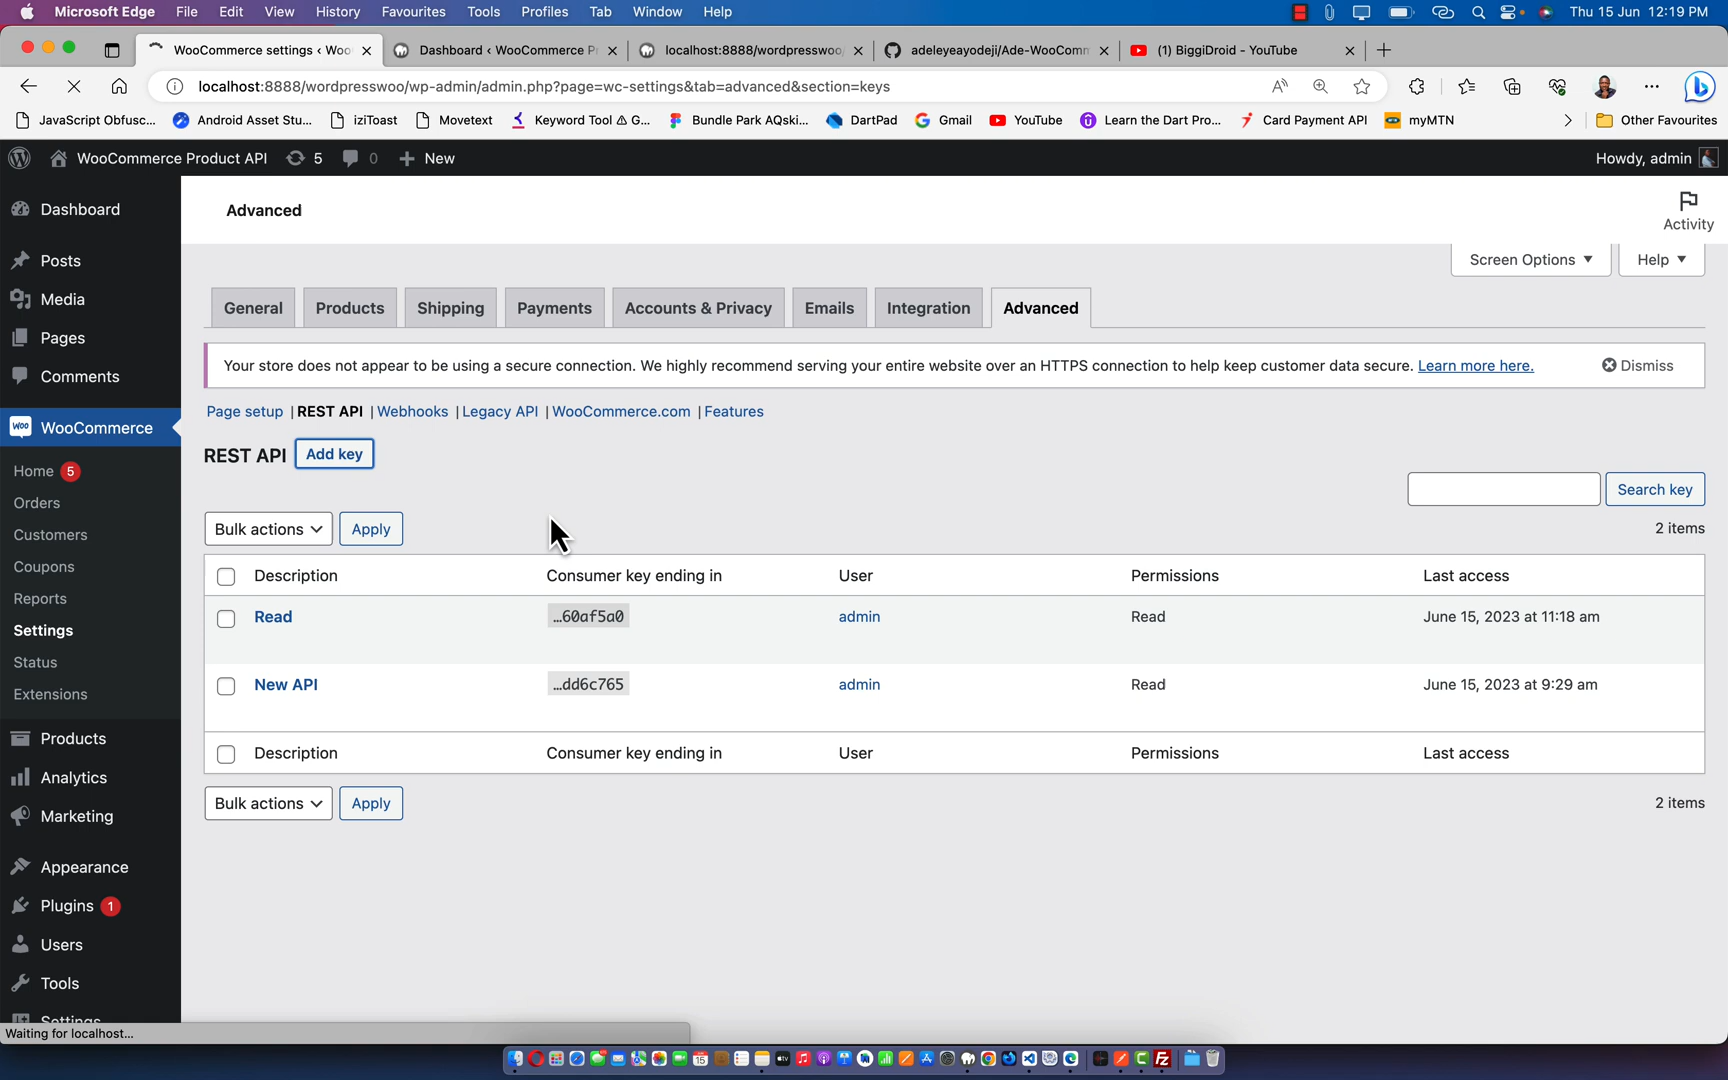 Microsoft Edge File Edit View History Favourites Tools Profiles Tab Window Help Thu 15 Jun 12:19 PM
WooCommerce settings ‹ Woo Dashboard ‹ WooCommerce P localhost:8888/wordpresswoo/ adeleyeayodeji/Ade-WooComm (1) BiggiDroid - YouTube
localhost:8888/wordpresswoo/wp-admin/admin.php?page=wc-settings&tab=advanced&section=keys
JavaScript Obfusc... Android Asset Stu... iziToast Movetext Keyword Tool ⚠ G... Bundle Park AQski... DartPad Gmail YouTube Learn the Dart Pro... Card Payment API myMTN Other Favourites
WooCommerce Product API 5 0 + New Howdy, admin
Dashboard
Posts
Media
Pages
Comments
WooCommerce
Home 5
Orders
Customers
Coupons
Reports
Settings
Status
Extensions
Products
Analytics
Marketing
Appearance
Plugins 1
Users
Tools
Settings
Advanced
Activity
Screen Options ▼ Help ▼
General Products Shipping Payments Accounts & Privacy Emails Integration Advanced
Your store does not appear to be using a secure connection. We highly recommend serving your entire website over an HTTPS connection to help keep customer data secure. Learn more here. Dismiss
Page setup | REST API | Webhooks | Legacy API | WooCommerce.com | Features
REST API Add key
Search key
Bulk actions Apply 2 items
Description Consumer key ending in User Permissions Last access
Read …60af5a0 admin Read June 15, 2023 at 11:18 am
New API …dd6c765 admin Read June 15, 2023 at 9:29 am
Description Consumer key ending in User Permissions Last access
Bulk actions Apply 2 items
Waiting for localhost...